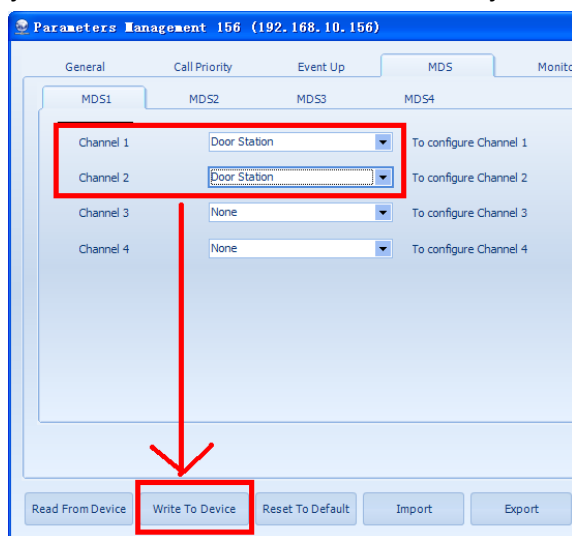 Parameters Management 156 (192.168.10.156)
General Call Priority Event Up MDS
MDS1 MDS2 MDS3 MDS4
Channel 1 Door Station To configure Channel 1
Channel 2 Door Station To configure Channel 2
Channel 3 None To configure Channel 3
Channel 4 None To configure Channel 4
Read From Device Write To Device Reset To Default Import Export